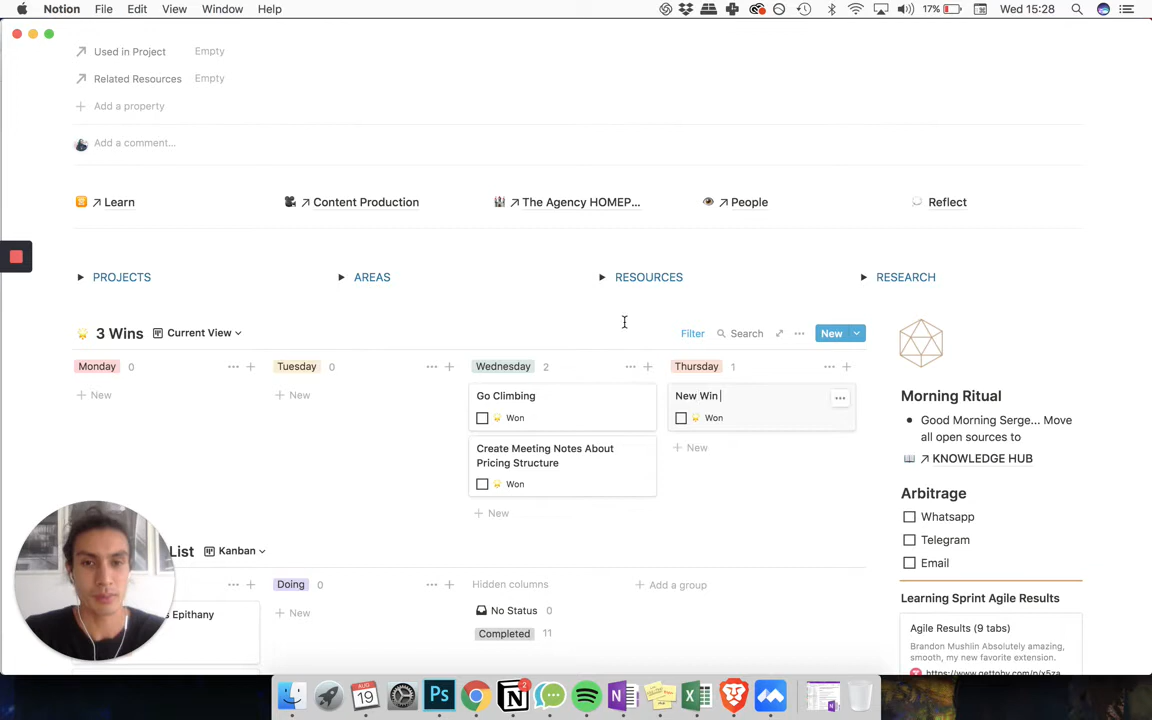 Notion File Edit View Window Help 17% Wed 15:28
Used in Project Empty
Related Resources Empty
Add a property
Add a comment...
Learn Content Production The Agency HOMEP... People Reflect
PROJECTS AREAS RESOURCES RESEARCH
3 Wins Current View Filter Search New
Monday 0 Tuesday 0 Wednesday 2 Thursday 1
New New
Go Climbing
Won
Create Meeting Notes About
Pricing Structure
Won
New
New Win
Won
New
Morning Ritual
Good Morning Serge... Move
all open sources to
KNOWLEDGE HUB
Arbitrage
Whatsapp
Telegram
Email
Learning Sprint Agile Results
Agile Results (9 tabs)
Brandon Mushlin Absolutely amazing,
smooth, my new favorite extension.
List Kanban
Doing 0 Hidden columns Add a group
New
No Status 0
Completed 11
s Epithany
AUG
19
Ps
2